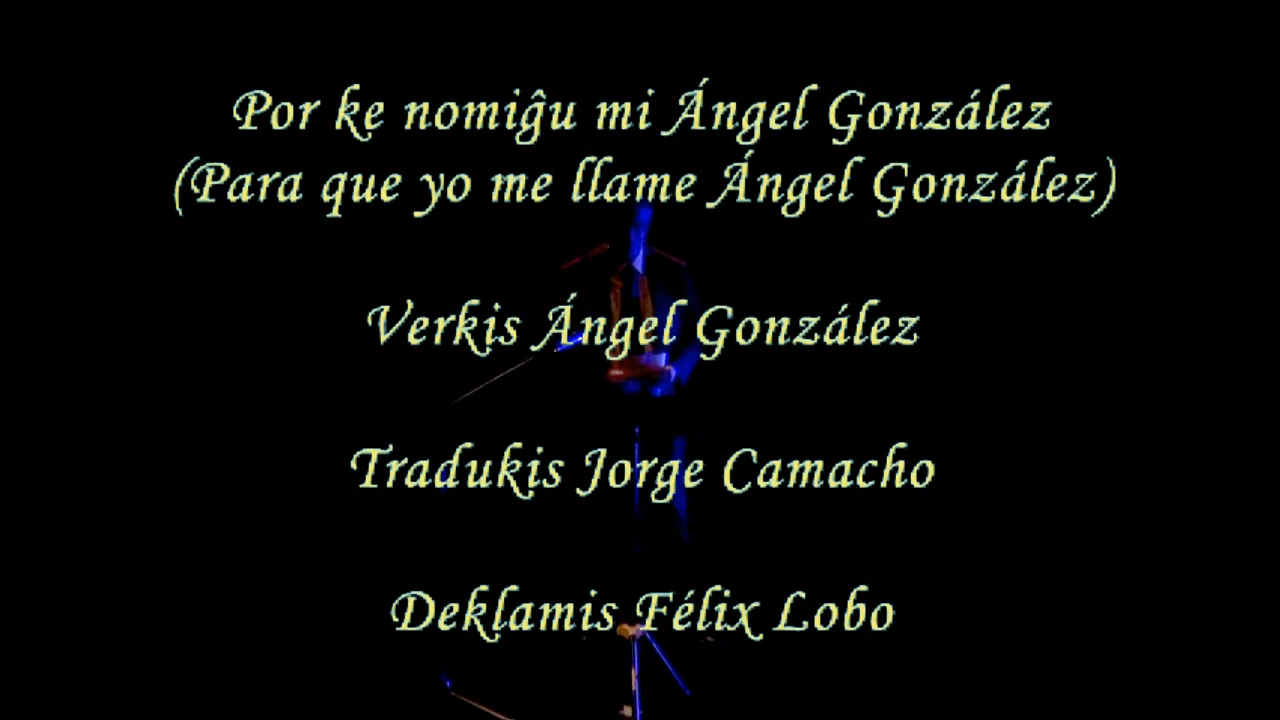 Por ke nomiĝu mi Ángel González
(Para que yo me llame Ángel González)
Verkis Ángel González
Tradukis Jorge Camacho
Deklamis Félix Lobo